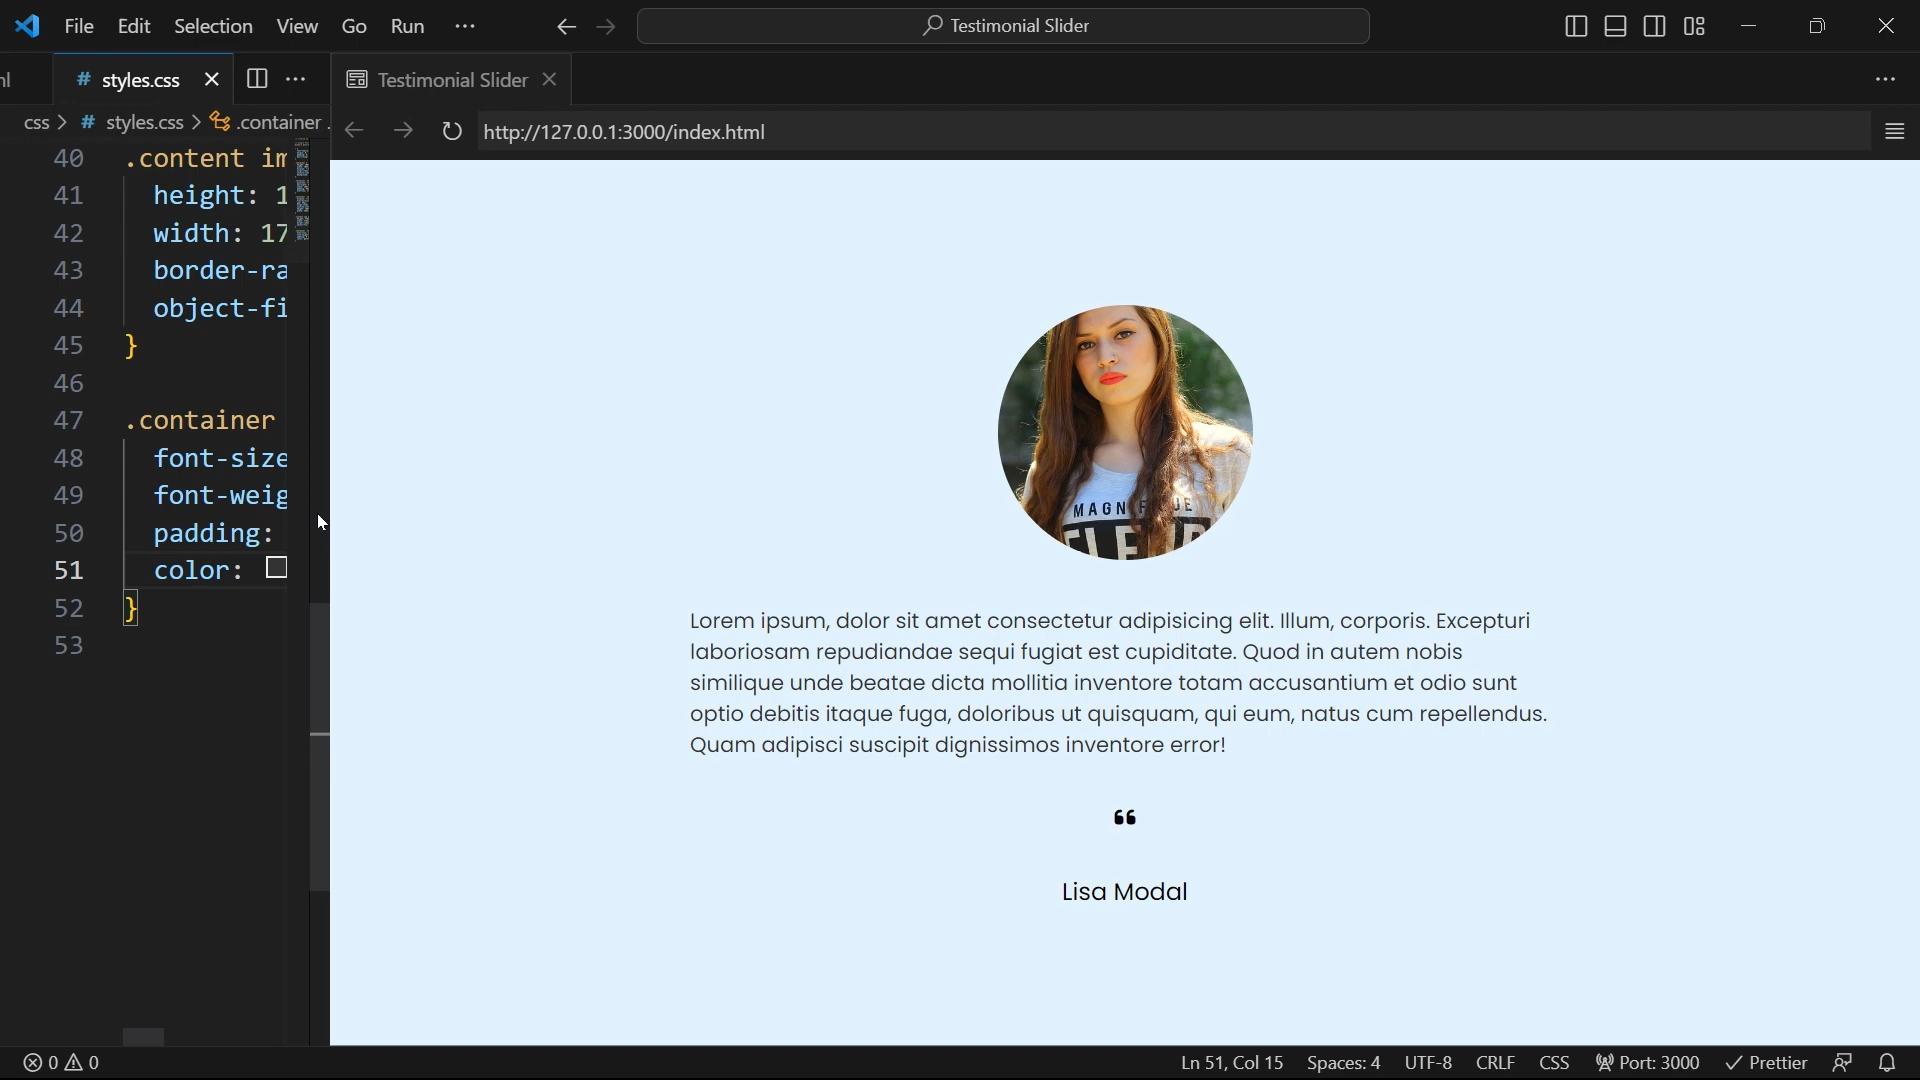 File Edit Selection View Go Run ···
Testimonial Slider
# styles.css
Testimonial Slider
css > # styles.css > .container
http://127.0.0.1:3000/index.html
40 .content im
41 height: 1
42 width: 17
43 border-ra
44 object-fi
45 }
46
47 .container
48 font-size
49 font-weig
50 padding:
51 color:
52 }
53
MAGNIFIQUE
FLEUR
Lorem ipsum, dolor sit amet consectetur adipisicing elit. Illum, corporis. Excepturi
laboriosam repudiandae sequi fugiat est cupiditate. Quod in autem nobis
similique unde beatae dicta mollitia inventore totam accusantium et odio sunt
optio debitis itaque fuga, doloribus ut quisquam, qui eum, natus cum repellendus.
Quam adipisci suscipit dignissimos inventore error!
“
Lisa Modal
0 0 Ln 51, Col 15 Spaces: 4 UTF-8 CRLF CSS Port: 3000 Prettier